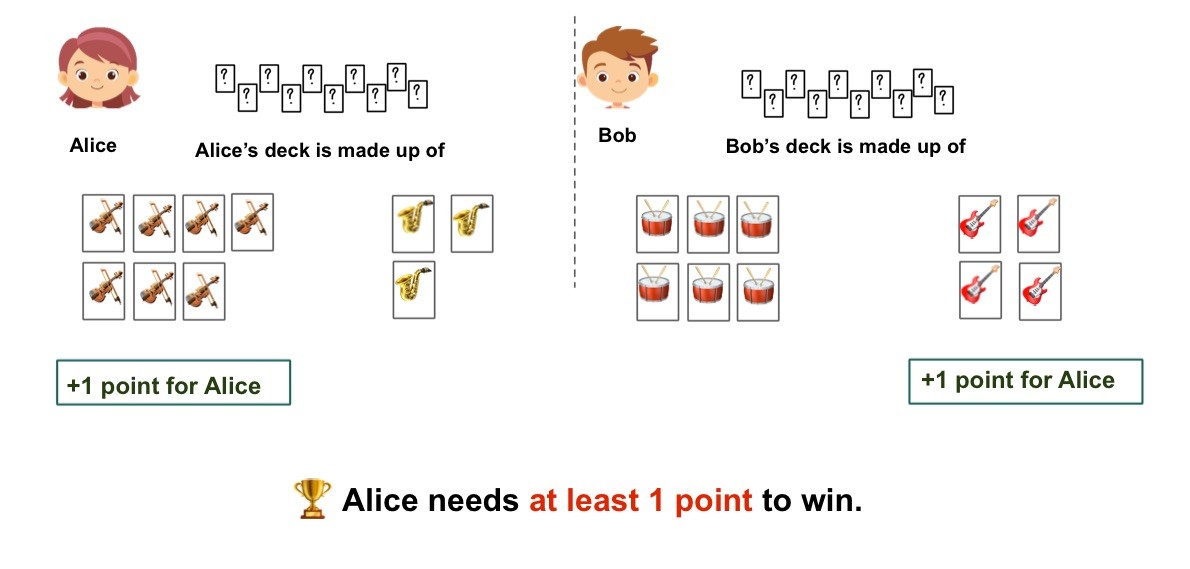 ? ? ? ? ? ? ? ? ? ?
? ? ? ? ? ? ? ? ? ?
Alice
Alice’s deck is made up of
Bob
Bob’s deck is made up of
+1 point for Alice
+1 point for Alice
Alice needs at least 1 point to win.